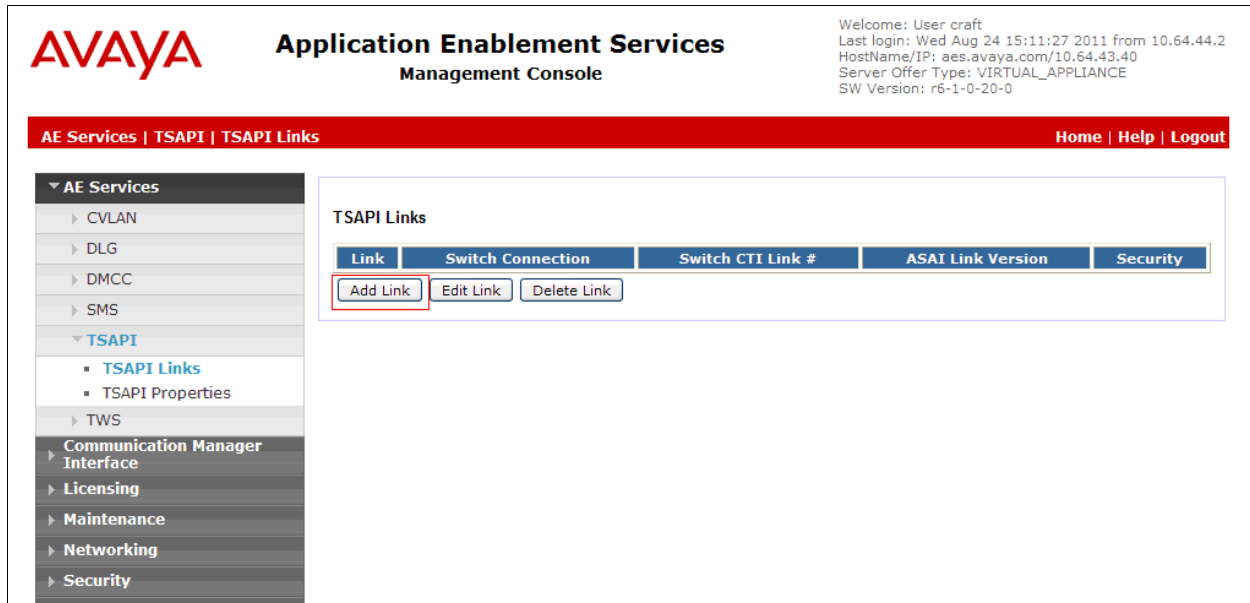 AVAYA
Application Enablement Services
Management Console
Welcome: User craft
Last login: Wed Aug 24 15:11:27 2011 from 10.64.44.2
HostName/IP: aes.avaya.com/10.64.43.40
Server Offer Type: VIRTUAL_APPLIANCE
SW Version: r6-1-0-20-0
AE Services | TSAPI | TSAPI Links
Home | Help | Logout
AE Services
CVLAN
DLG
DMCC
SMS
TSAPI
TSAPI Links
TSAPI Properties
TWS
Communication Manager
Interface
Licensing
Maintenance
Networking
Security
TSAPI Links
Link Switch Connection Switch CTI Link # ASAI Link Version Security
Add Link Edit Link Delete Link